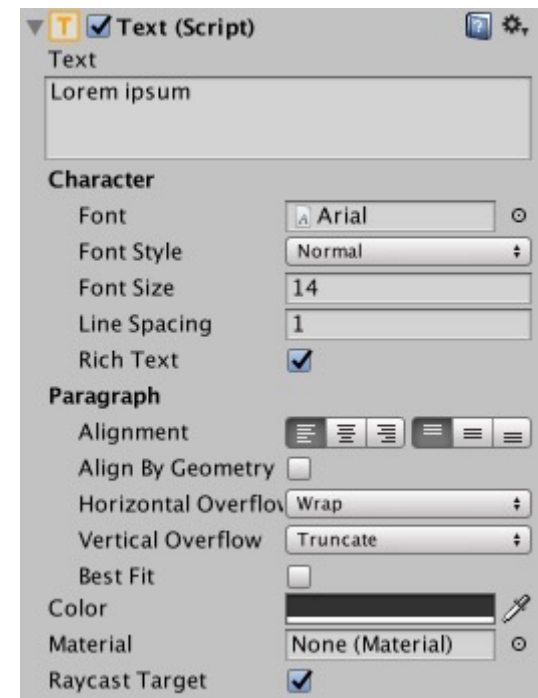 T Text (Script)
Text
Lorem ipsum
Character
Font Arial
Font Style Normal
Font Size 14
Line Spacing 1
Rich Text
Paragraph
Alignment
Align By Geometry
Horizontal Overflov Wrap
Vertical Overflow Truncate
Best Fit
Color
Material None (Material)
Raycast Target